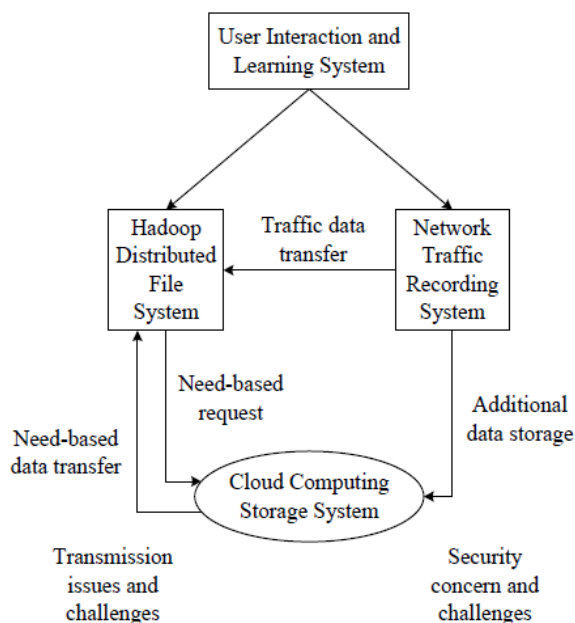 User Interaction and
Learning System
Hadoop
Distributed
File
System
Traffic data
transfer
Network
Traffic
Recording
System
Need-based
request
Need-based
data transfer
Additional
data storage
Cloud Computing
Storage System
Transmission
issues and
challenges
Security
concern and
challenges